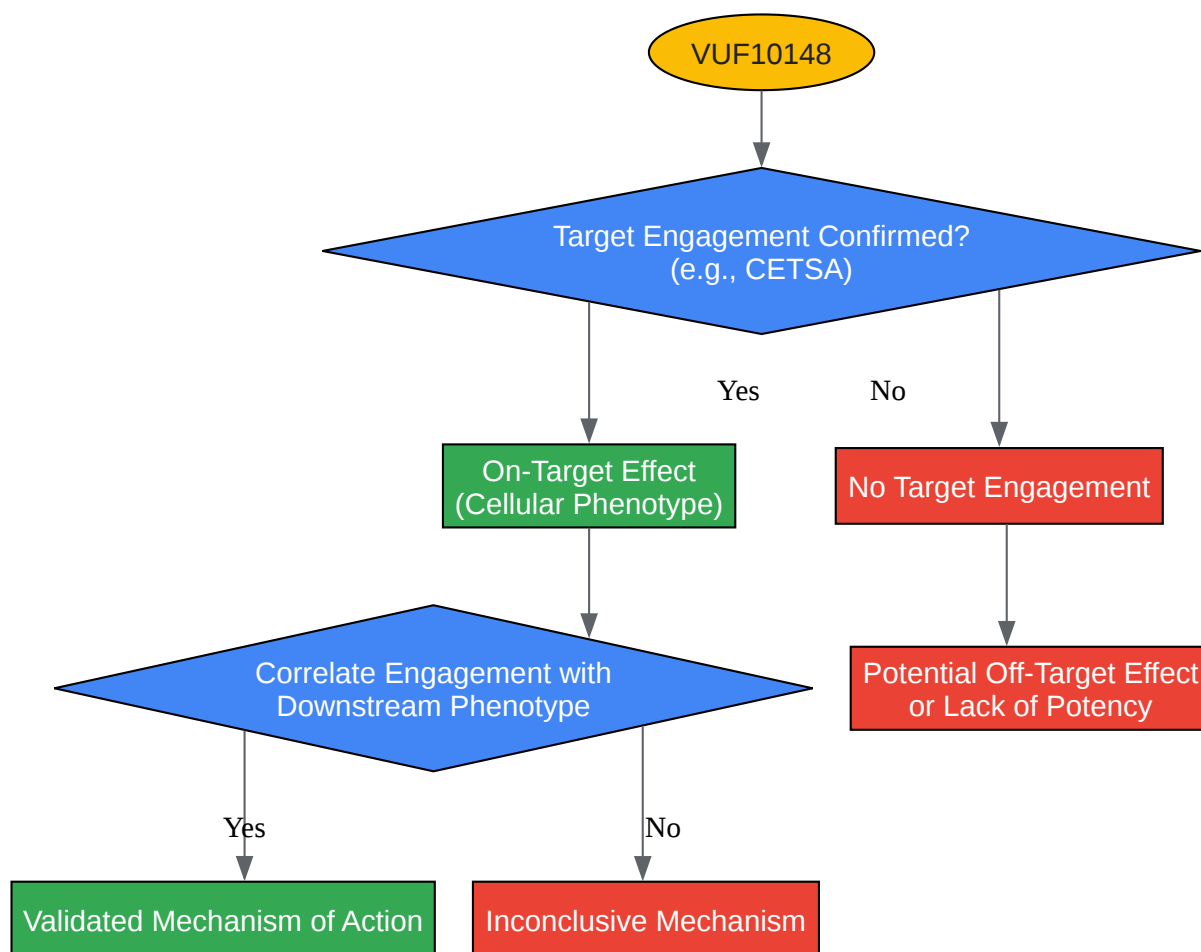 VUF10148
Target Engagement Confirmed?
(e.g., CETSA)
Yes
No
On-Target Effect
(Cellular Phenotype)
No Target Engagement
Correlate Engagement with
Downstream Phenotype
Potential Off-Target Effect
or Lack of Potency
Yes
No
Validated Mechanism of Action
Inconclusive Mechanism